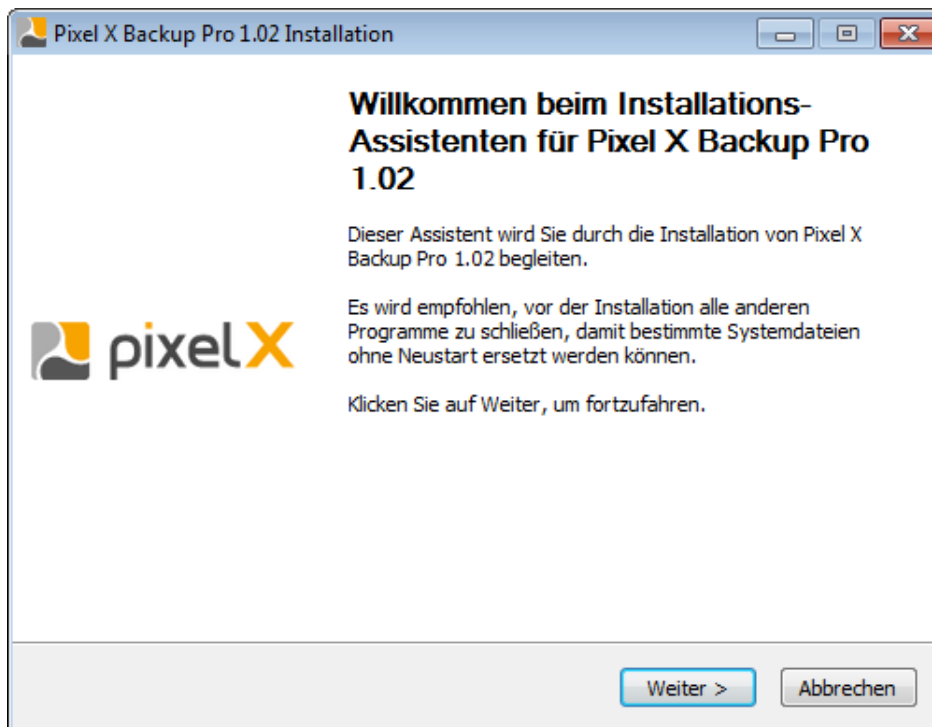 Pixel X Backup Pro 1.02 Installation
Willkommen beim Installations-
Assistenten für Pixel X Backup Pro
1.02
Dieser Assistent wird Sie durch die Installation von Pixel X
Backup Pro 1.02 begleiten.
Es wird empfohlen, vor der Installation alle anderen
Programme zu schließen, damit bestimmte Systemdateien
ohne Neustart ersetzt werden können.
pixelX
Klicken Sie auf Weiter, um fortzufahren.
Weiter >
Abbrechen